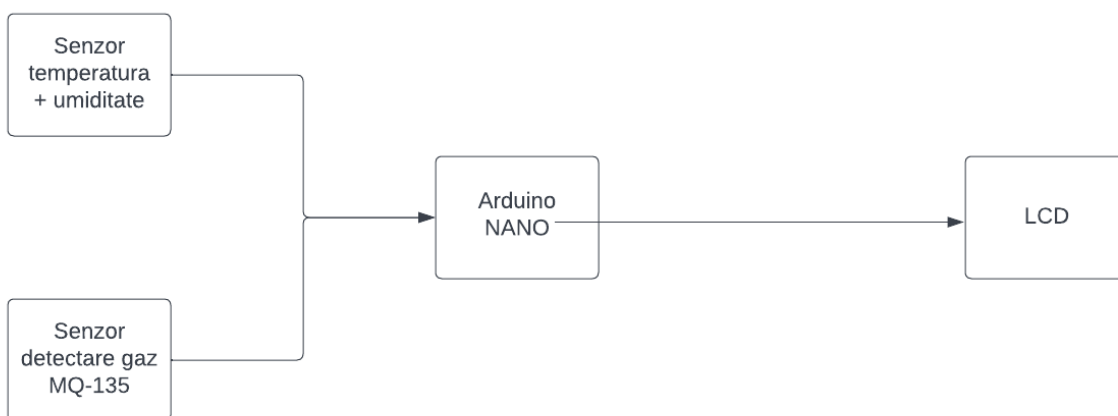 Senzor
temperatura
+ umiditate
Arduino
NANO
LCD
Senzor
detectare gaz
MQ-135